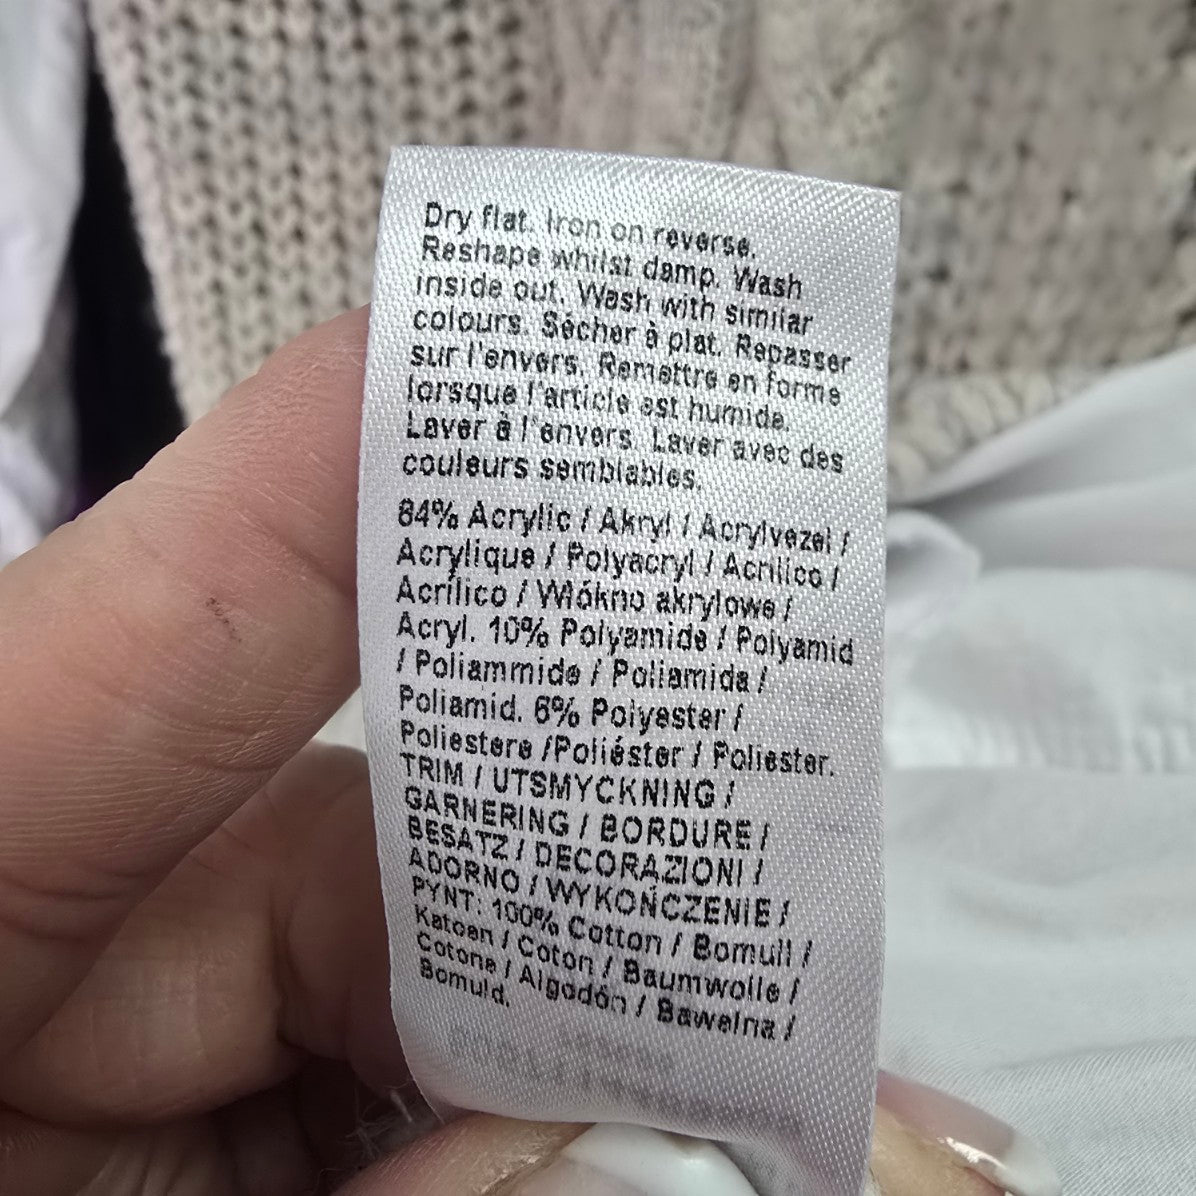 Dry flat. Iron on reverse.
Reshape whilst damp. Wash
inside out. Wash with similar
colours. Sécher à plat. Repasser
sur l'envers. Remettre en forme
lorsque l'article est humide.
Laver à l'envers. Laver avec des
couleurs semblables.
84% Acrylic / Akryl / Acrylvezel /
Acrylique / Polyacryl / Acrilico /
Acrílico / Włókno akrylowe /
Acryl. 10% Polyamide / Polyamid
/ Poliammide / Poliamida /
Poliamid. 6% Polyester /
Poliestere /Poliéster / Poliester.
TRIM / UTSMYCKNING /
GARNERING / BORDURE /
BESATZ / DECORAZIONI /
ADORNO / WYKOŃCZENIE /
PYNT: 100% Cotton / Bomull /
Katoen / Coton / Baumwolle /
Cotone / Algodón / Bawełna /
Bomuld.